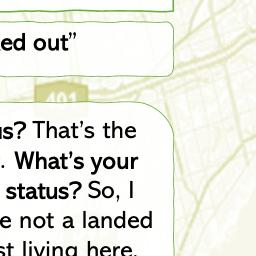 ed out”
401
us? That’s the
. What’s your
status? So, I
e not a landed
st living here.